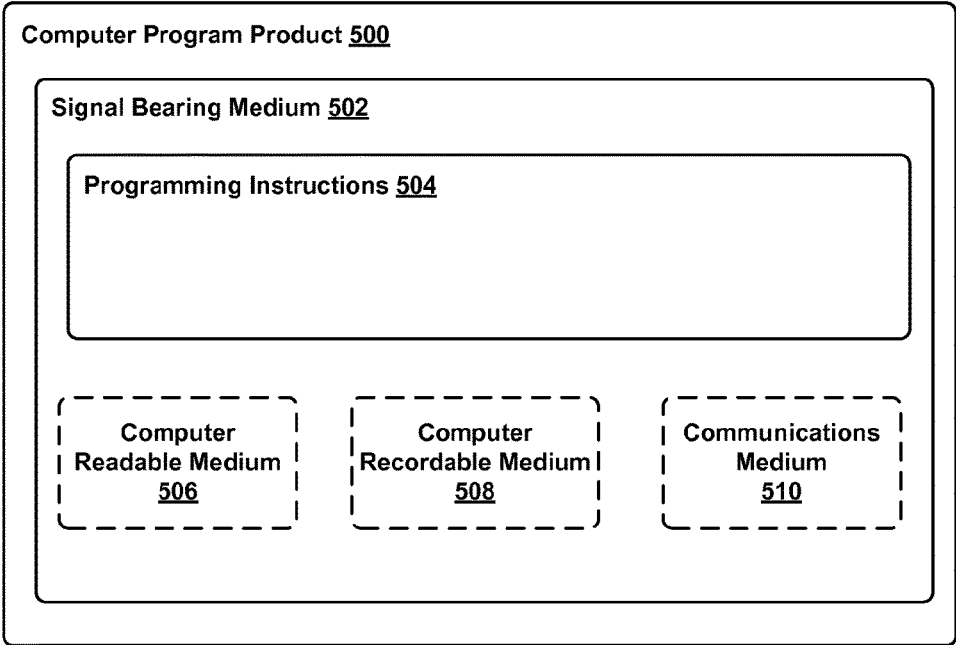 Computer Program Product 500
Signal Bearing Medium 502
Programming Instructions 504
Computer
Readable Medium
506
Computer
Recordable Medium
508
Communications
Medium
510